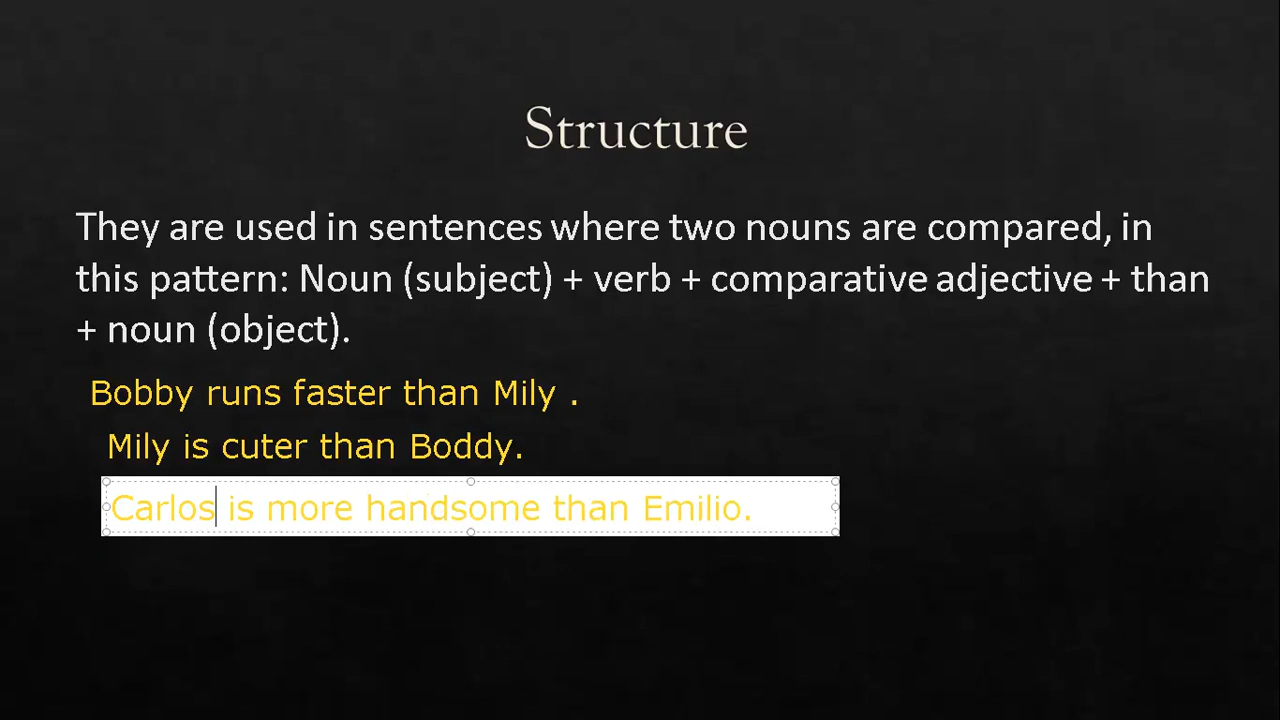 Structure
They are used in sentences where two nouns are compared, in
this pattern: Noun (subject) + verb + comparative adjective + than
+ noun (object).
Bobby runs faster than Mily .
Mily is cuter than Boddy.
Carlos is more handsome than Emilio.